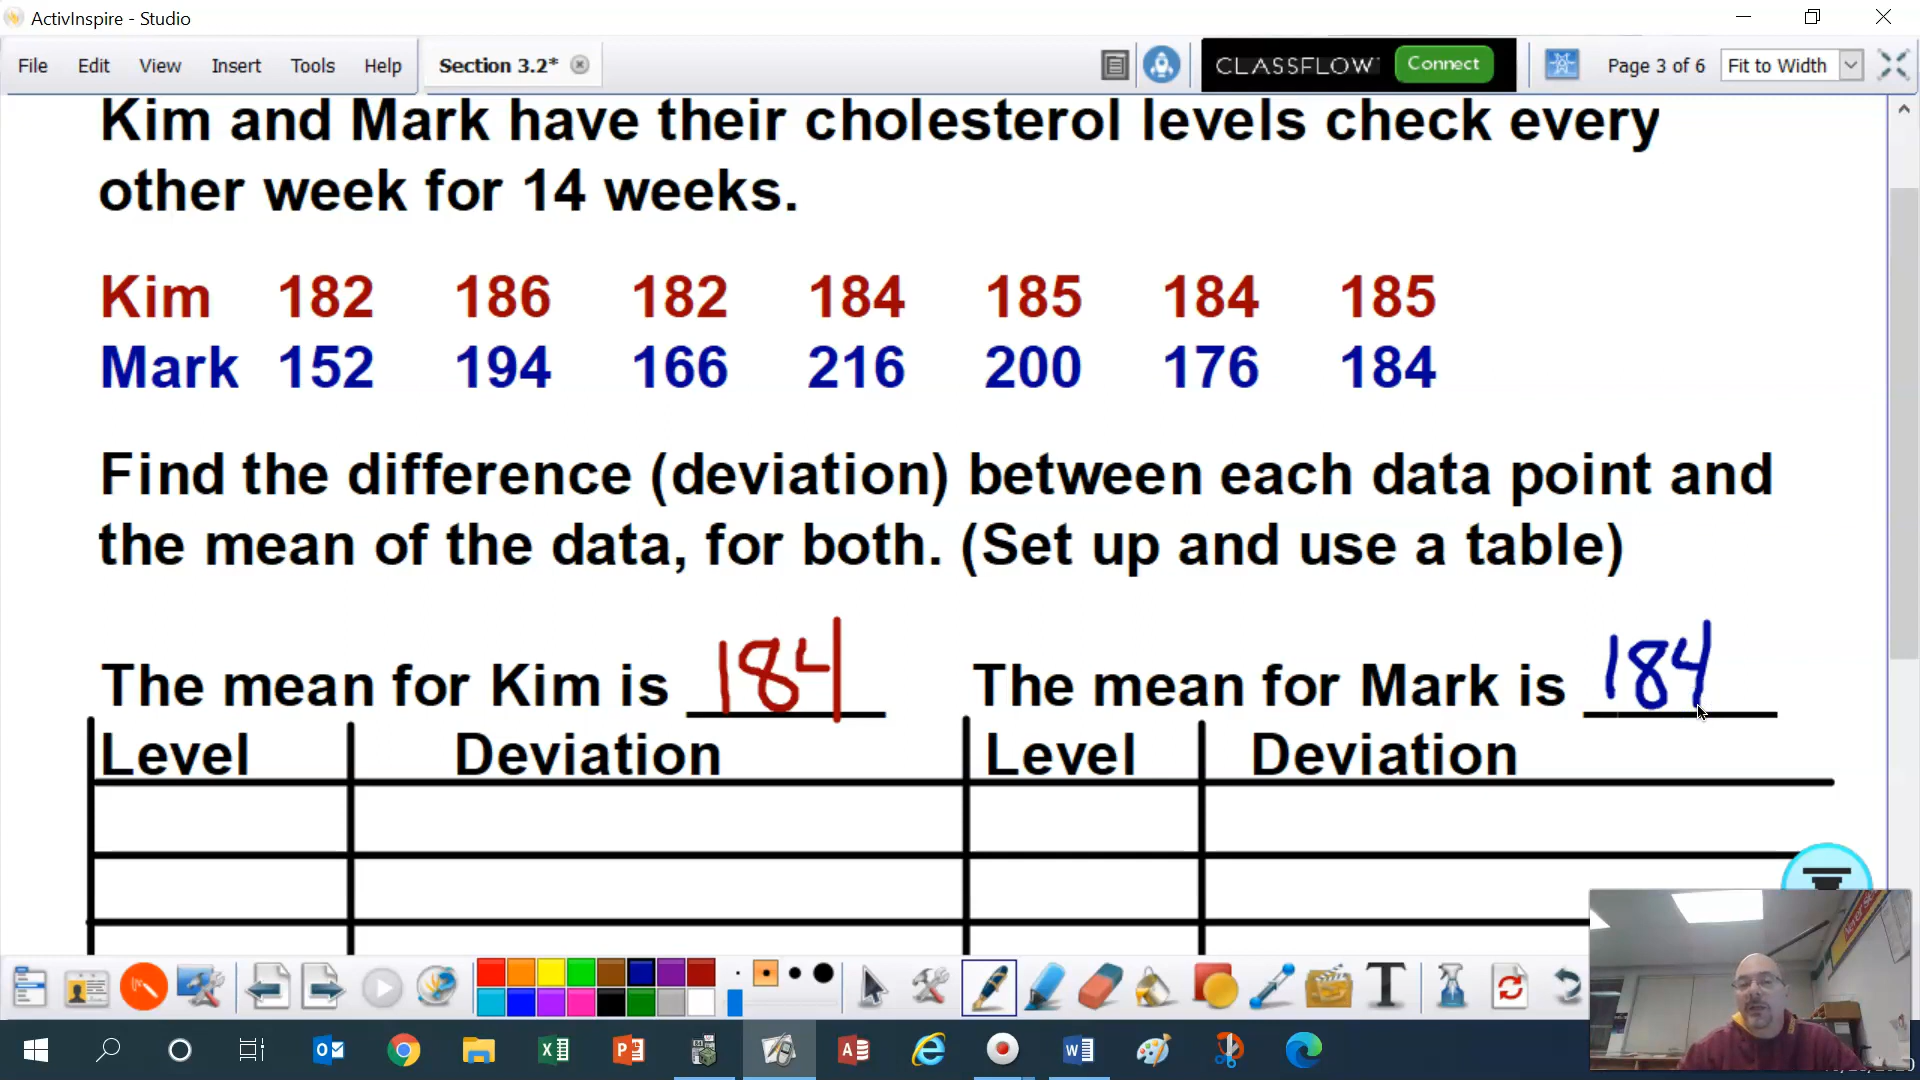 ActivInspire - Studio
File Edit View Insert Tools Help Section 3.2* CLASSFLOW Connect Page 3 of 6 Fit to Width
Kim and Mark have their cholesterol levels check every
other week for 14 weeks.
Kim 182 186 182 184 185 184 185
Mark 152 194 166 216 200 176 184
Find the difference (deviation) between each data point and
the mean of the data, for both. (Set up and use a table)
The mean for Kim is 184 The mean for Mark is 184
Level Deviation Level Deviation